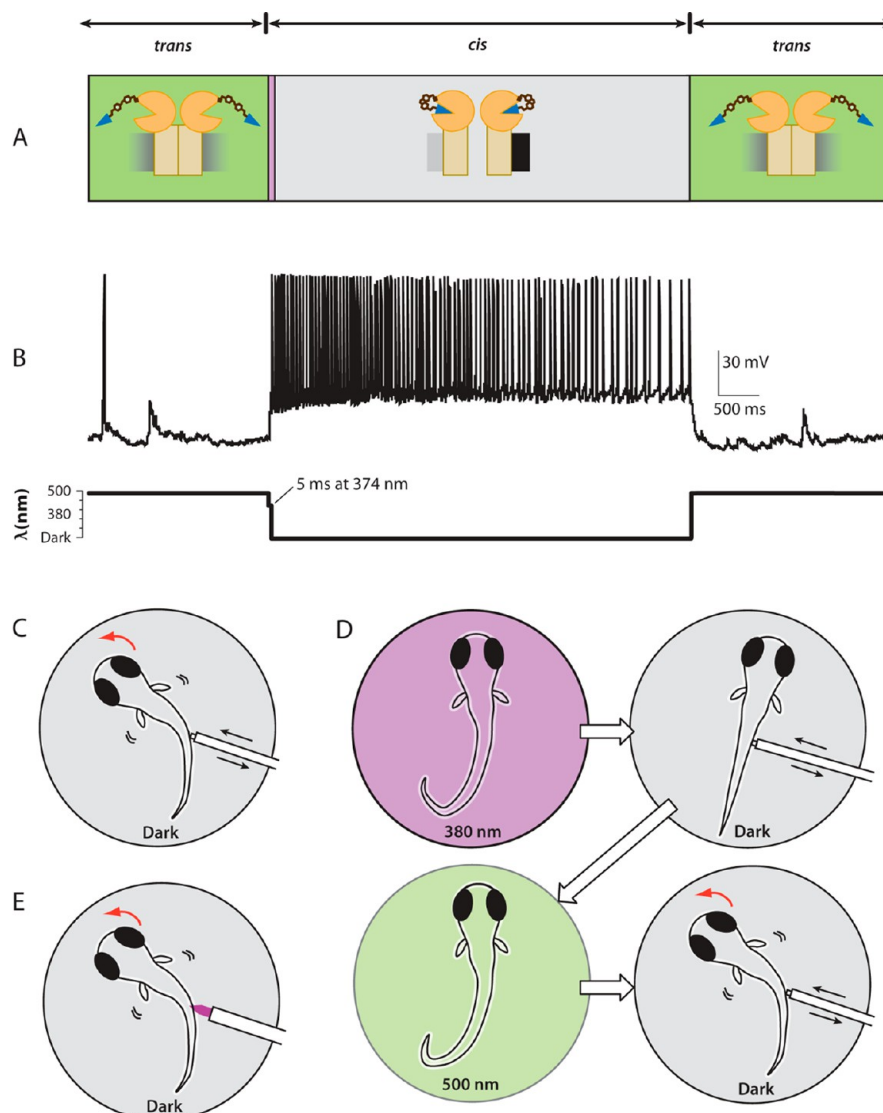 trans
cis
trans
A
B
30 mV
500 ms
λ(nm)
500
380
Dark
5 ms at 374 nm
C
Dark
D
380 nm
Dark
E
Dark
500 nm
Dark